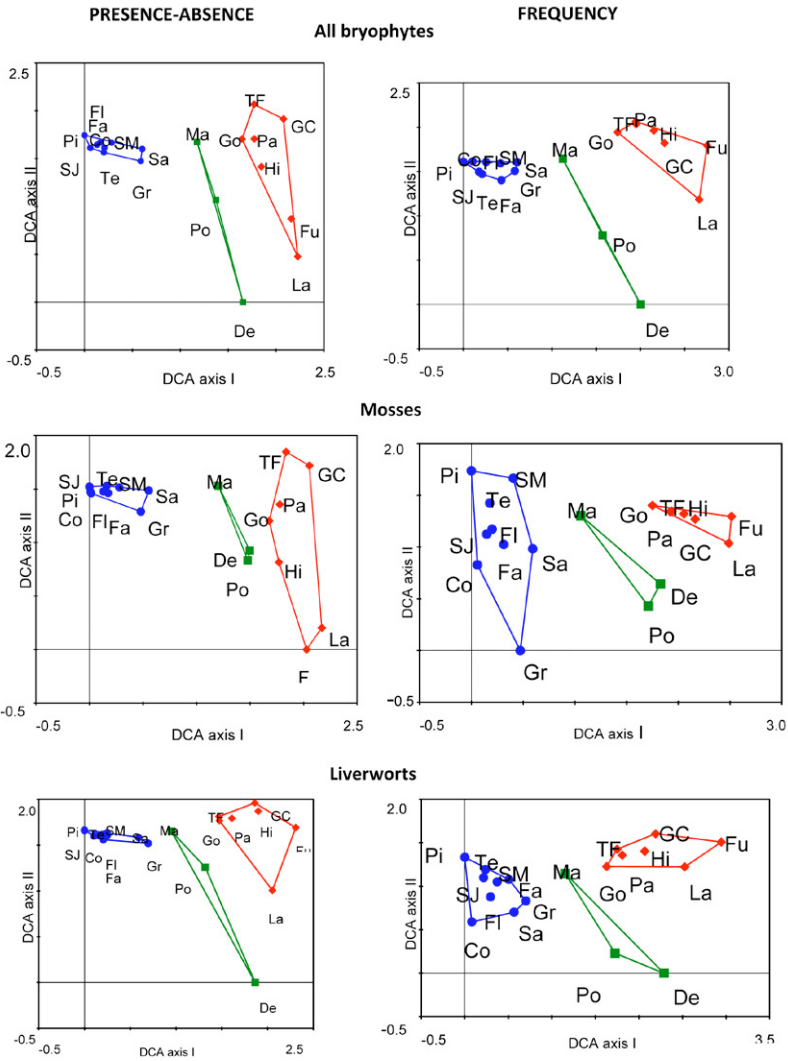 PRESENCE-ABSENCE FREQUENCY
All bryophytes
2.5
DCA axis II
Fl
Fa
Pi Co SM
SJ Te Sa
Gr
Ma
Po
De
TF
GC
Go Pa
Hi
Fu
La
-0.5
-0.5 2.5
DCA axis I
2.5
DCA axis II
Co Fl SM
Pi Sa
SJ Te Fa Gr
Ma
Po
De
TF Pa
Go Hi
GC Fu
La
-0.5
-0.5 3.0
DCA axis I
Mosses
2.0
DCA axis II
SJ Te SM
Pi Sa
Co Fl Fa Gr
Ma
De
Po
TF
GC
Pa
Go
Hi
La
F
-0.5
-0.5 2.5
DCA axis I
2.0
DCA axis II
Pi SM
Te
SJ Fl
Co Fa Sa
Gr
Ma
De
Po
Go TF Hi
Pa GC Fu
La
-0.5
-0.5 3.0
DCA axis I
Liverworts
2.0
DCA axis II
Pi Te SM Sa
SJ Co Fl Gr
Fa
Ma
Po
De
TF GC
Go Pa Hi
Fu
La
-0.5
-0.5 2.5
DCA axis I
2.0
DCA axis II
Pi Te SM
SJ Fa
Fl Gr
Co Sa
Ma
Po De
TF GC
Hi Fu
Go Pa La
-0.5
-0.5 3.5
DCA axis I